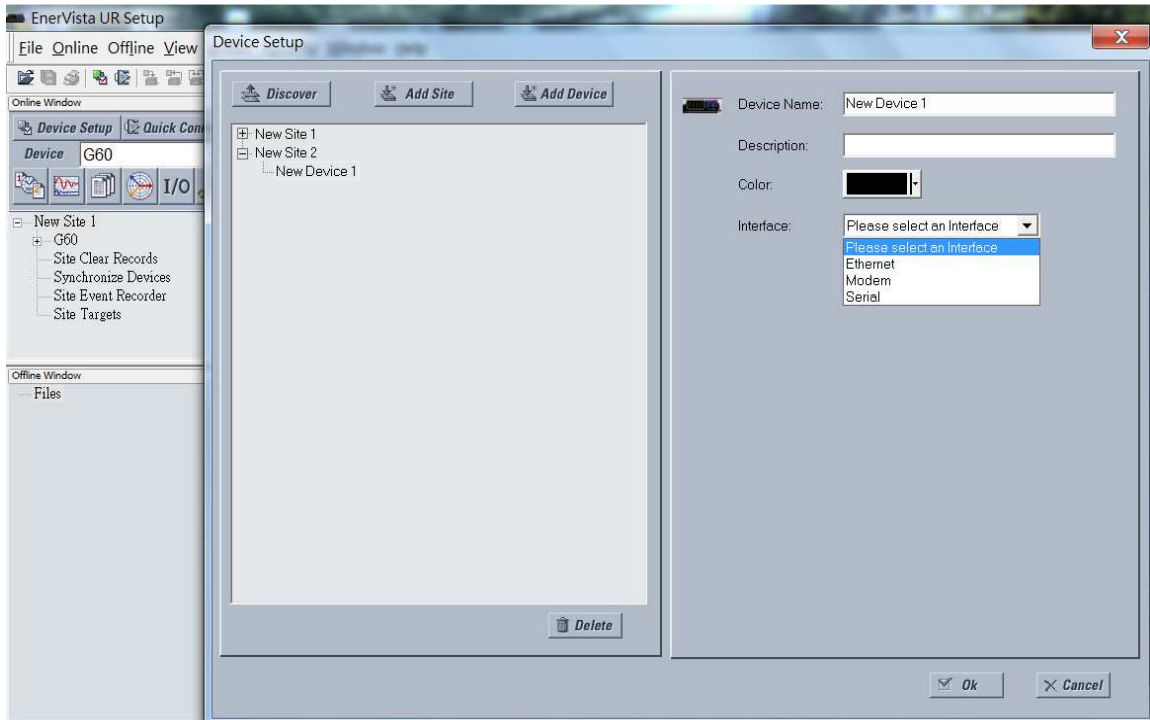 EnerVista UR Setup
File Online Offline View
Online Window
Device Setup Quick Con
Device G60
I/O
New Site 1
G60
Site Clear Records
Synchronize Devices
Site Event Recorder
Site Targets
Offline Window
Files
Device Setup
Discover Add Site Add Device
New Site 1
New Site 2
New Device 1
Delete
Device Name: New Device 1
Description:
Color:
Interface: Please select an Interface
Please select an Interface
Ethernet
Modem
Serial
Ok Cancel